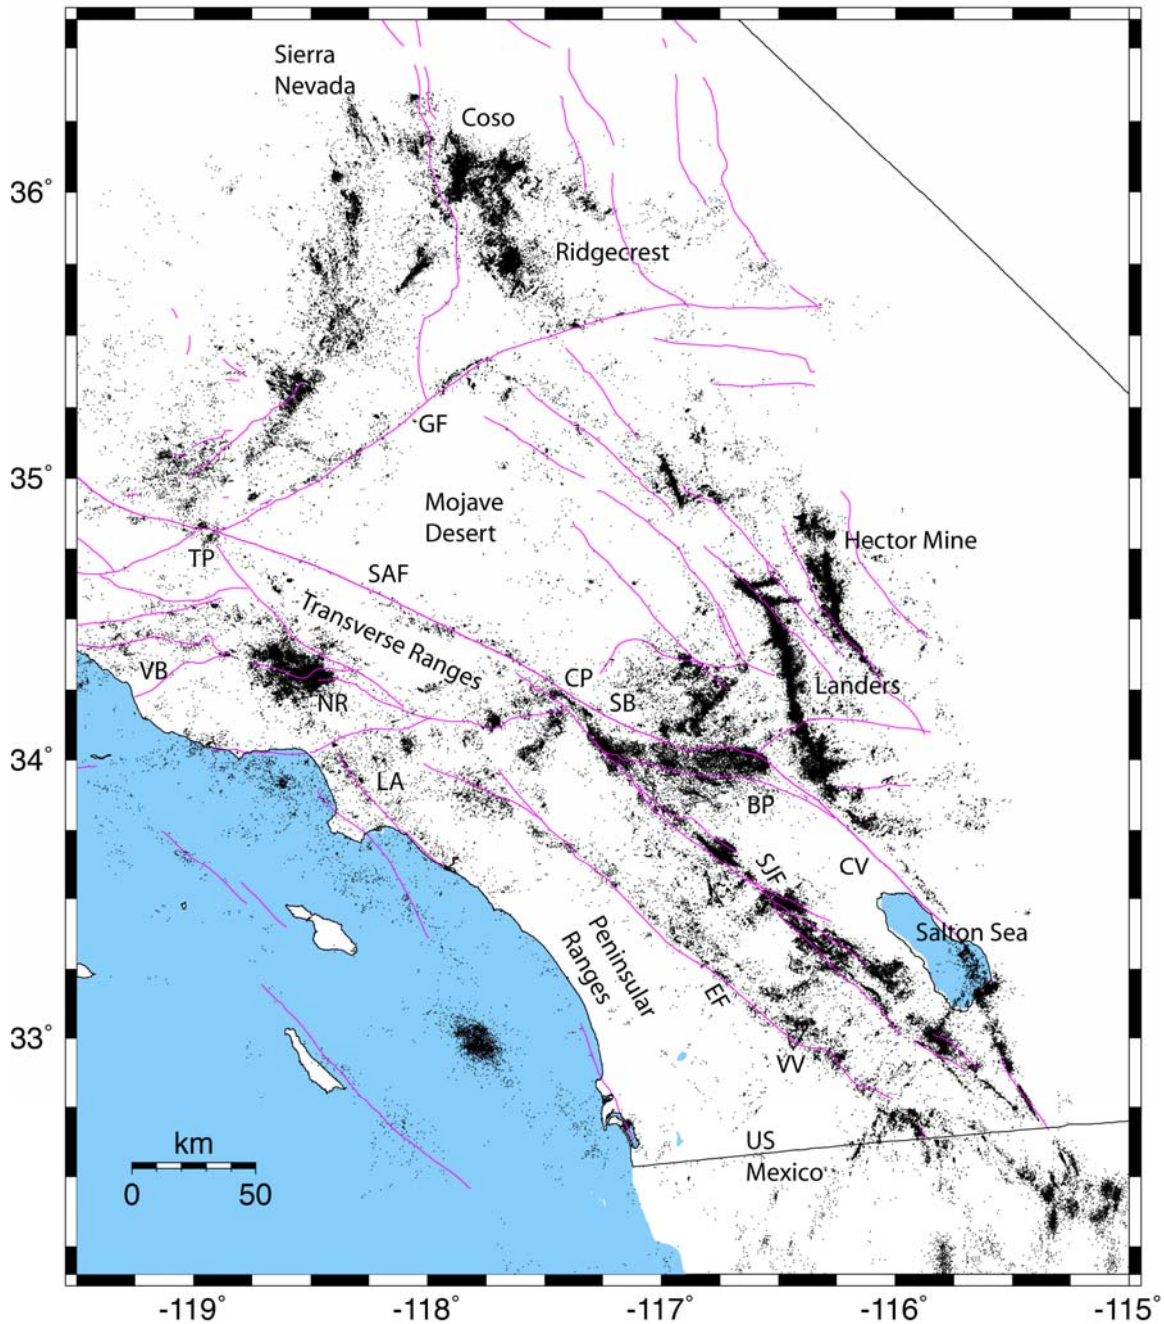 Sierra
Nevada
Coso
36°
Ridgecrest
GF
35°
Mojave
Desert
Hector Mine
TP
SAF
Transverse Ranges
VB
NR
CP
SB
Landers
34°
LA
BP
SJF
CV
Salton Sea
Peninsular
Ranges
EF
33°
VV
km
0 50
US
Mexico
-119° -118° -117° -116° -115°